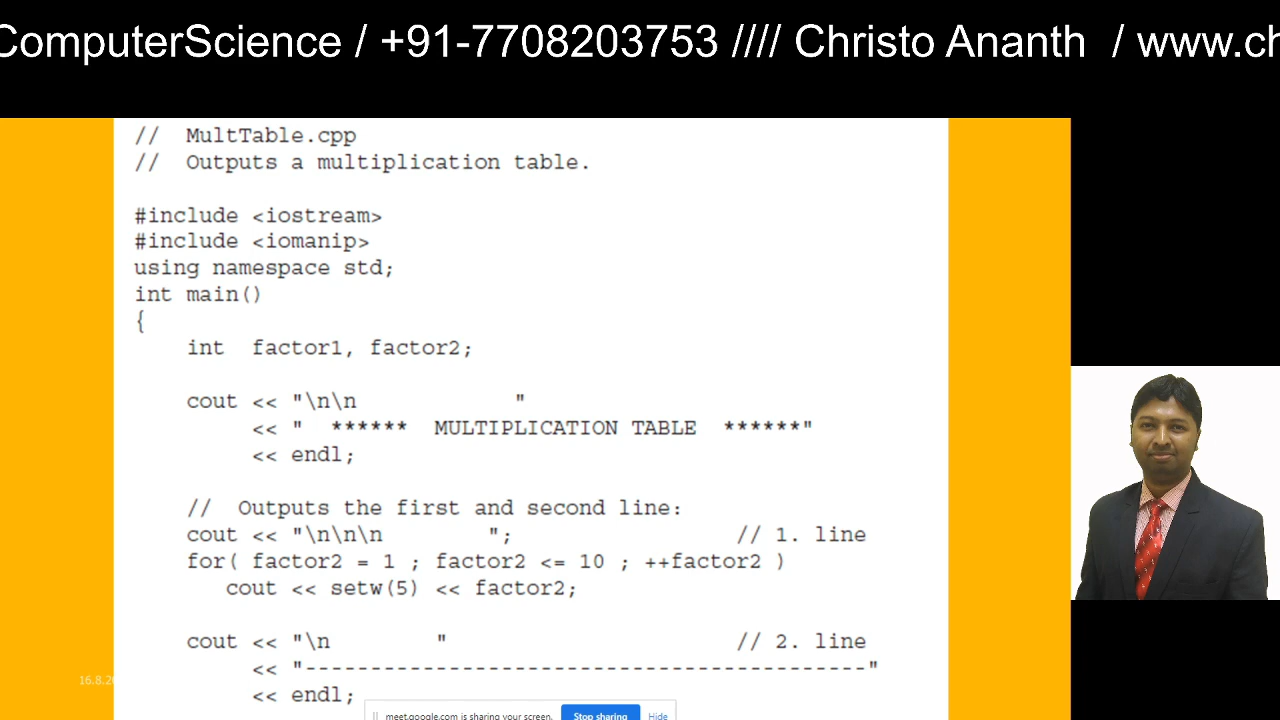 ComputerScience / +91-7708203753 //// Christo Ananth / www.ch
// MultTable.cpp
// Outputs a multiplication table.
#include <iostream>
#include <iomanip>
using namespace std;
int main()
{
int factor1, factor2;
cout << "\n\n            "
<< "  ******  MULTIPLICATION TABLE  ******"
<< endl;
// Outputs the first and second line:
cout << "\n\n\n        ";                 // 1. line
for( factor2 = 1 ; factor2 <= 10 ; ++factor2 )
cout << setw(5) << factor2;
cout << "\n        "                      // 2. line
<< "-------------------------------------------"
<< endl;
16.8.20
meet.google.com is sharing your screen. Stop sharing Hide